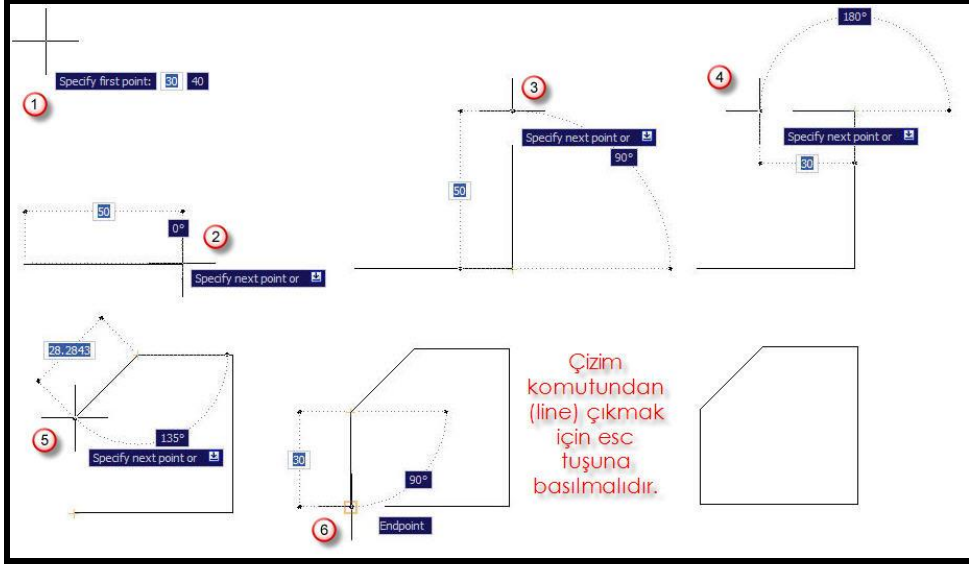 Specify first point: 30 40
1
50
0°
2
Specify next point or
3
Specify next point or
90°
50
180°
4
Specify next point or
30
28.2843
135°
5
Specify next point or
30
90°
6
Endpoint
Çizim
komutundan
(line) çıkmak
için esc
tuşuna
basılmalıdır.